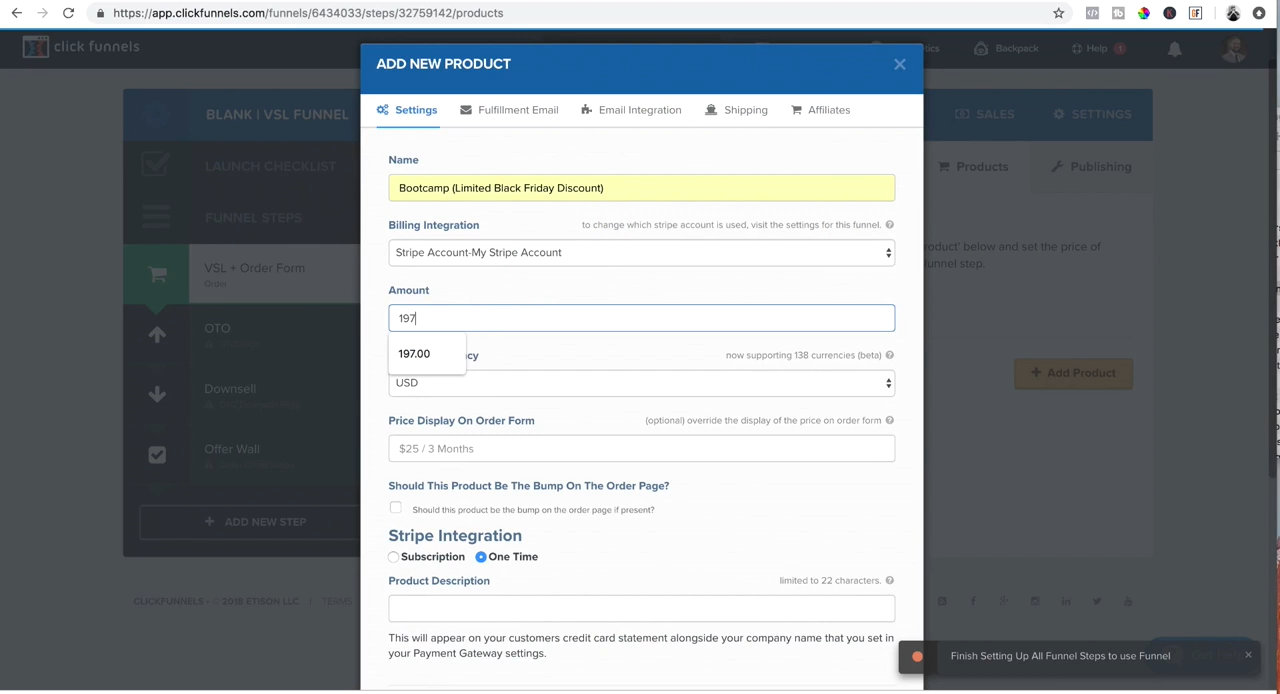 https://app.clickfunnels.com/funnels/6434033/steps/32759142/products
click funnels
tics
Backpack
Help
1
ADD NEW PRODUCT
Settings
Fulfillment Email
Email Integration
Shipping
Affiliates
BLANK | VSL FUNNEL
SALES
SETTINGS
LAUNCH CHECKLIST
Products
Publishing
FUNNEL STEPS
VSL + Order Form
Order
OTO
Downsell
Offer Wall
+ ADD NEW STEP
roduct' below and set the price of
funnel step.
+ Add Product
Name
Bootcamp (Limited Black Friday Discount)
Billing Integration
to change which stripe account is used, visit the settings for this funnel.
Stripe Account-My Stripe Account
Amount
197
197.00
cy
now supporting 138 currencies (beta)
USD
Price Display On Order Form
(optional) override the display of the price on order form
$25 / 3 Months
Should This Product Be The Bump On The Order Page?
Should this product be the bump on the order page if present?
Stripe Integration
Subscription
One Time
Product Description
limited to 22 characters.
This will appear on your customers credit card statement alongside your company name that you set in
your Payment Gateway settings.
CLICKFUNNELS - © 2018 ETISON LLC | TERMS
Finish Setting Up All Funnel Steps to use Funnel